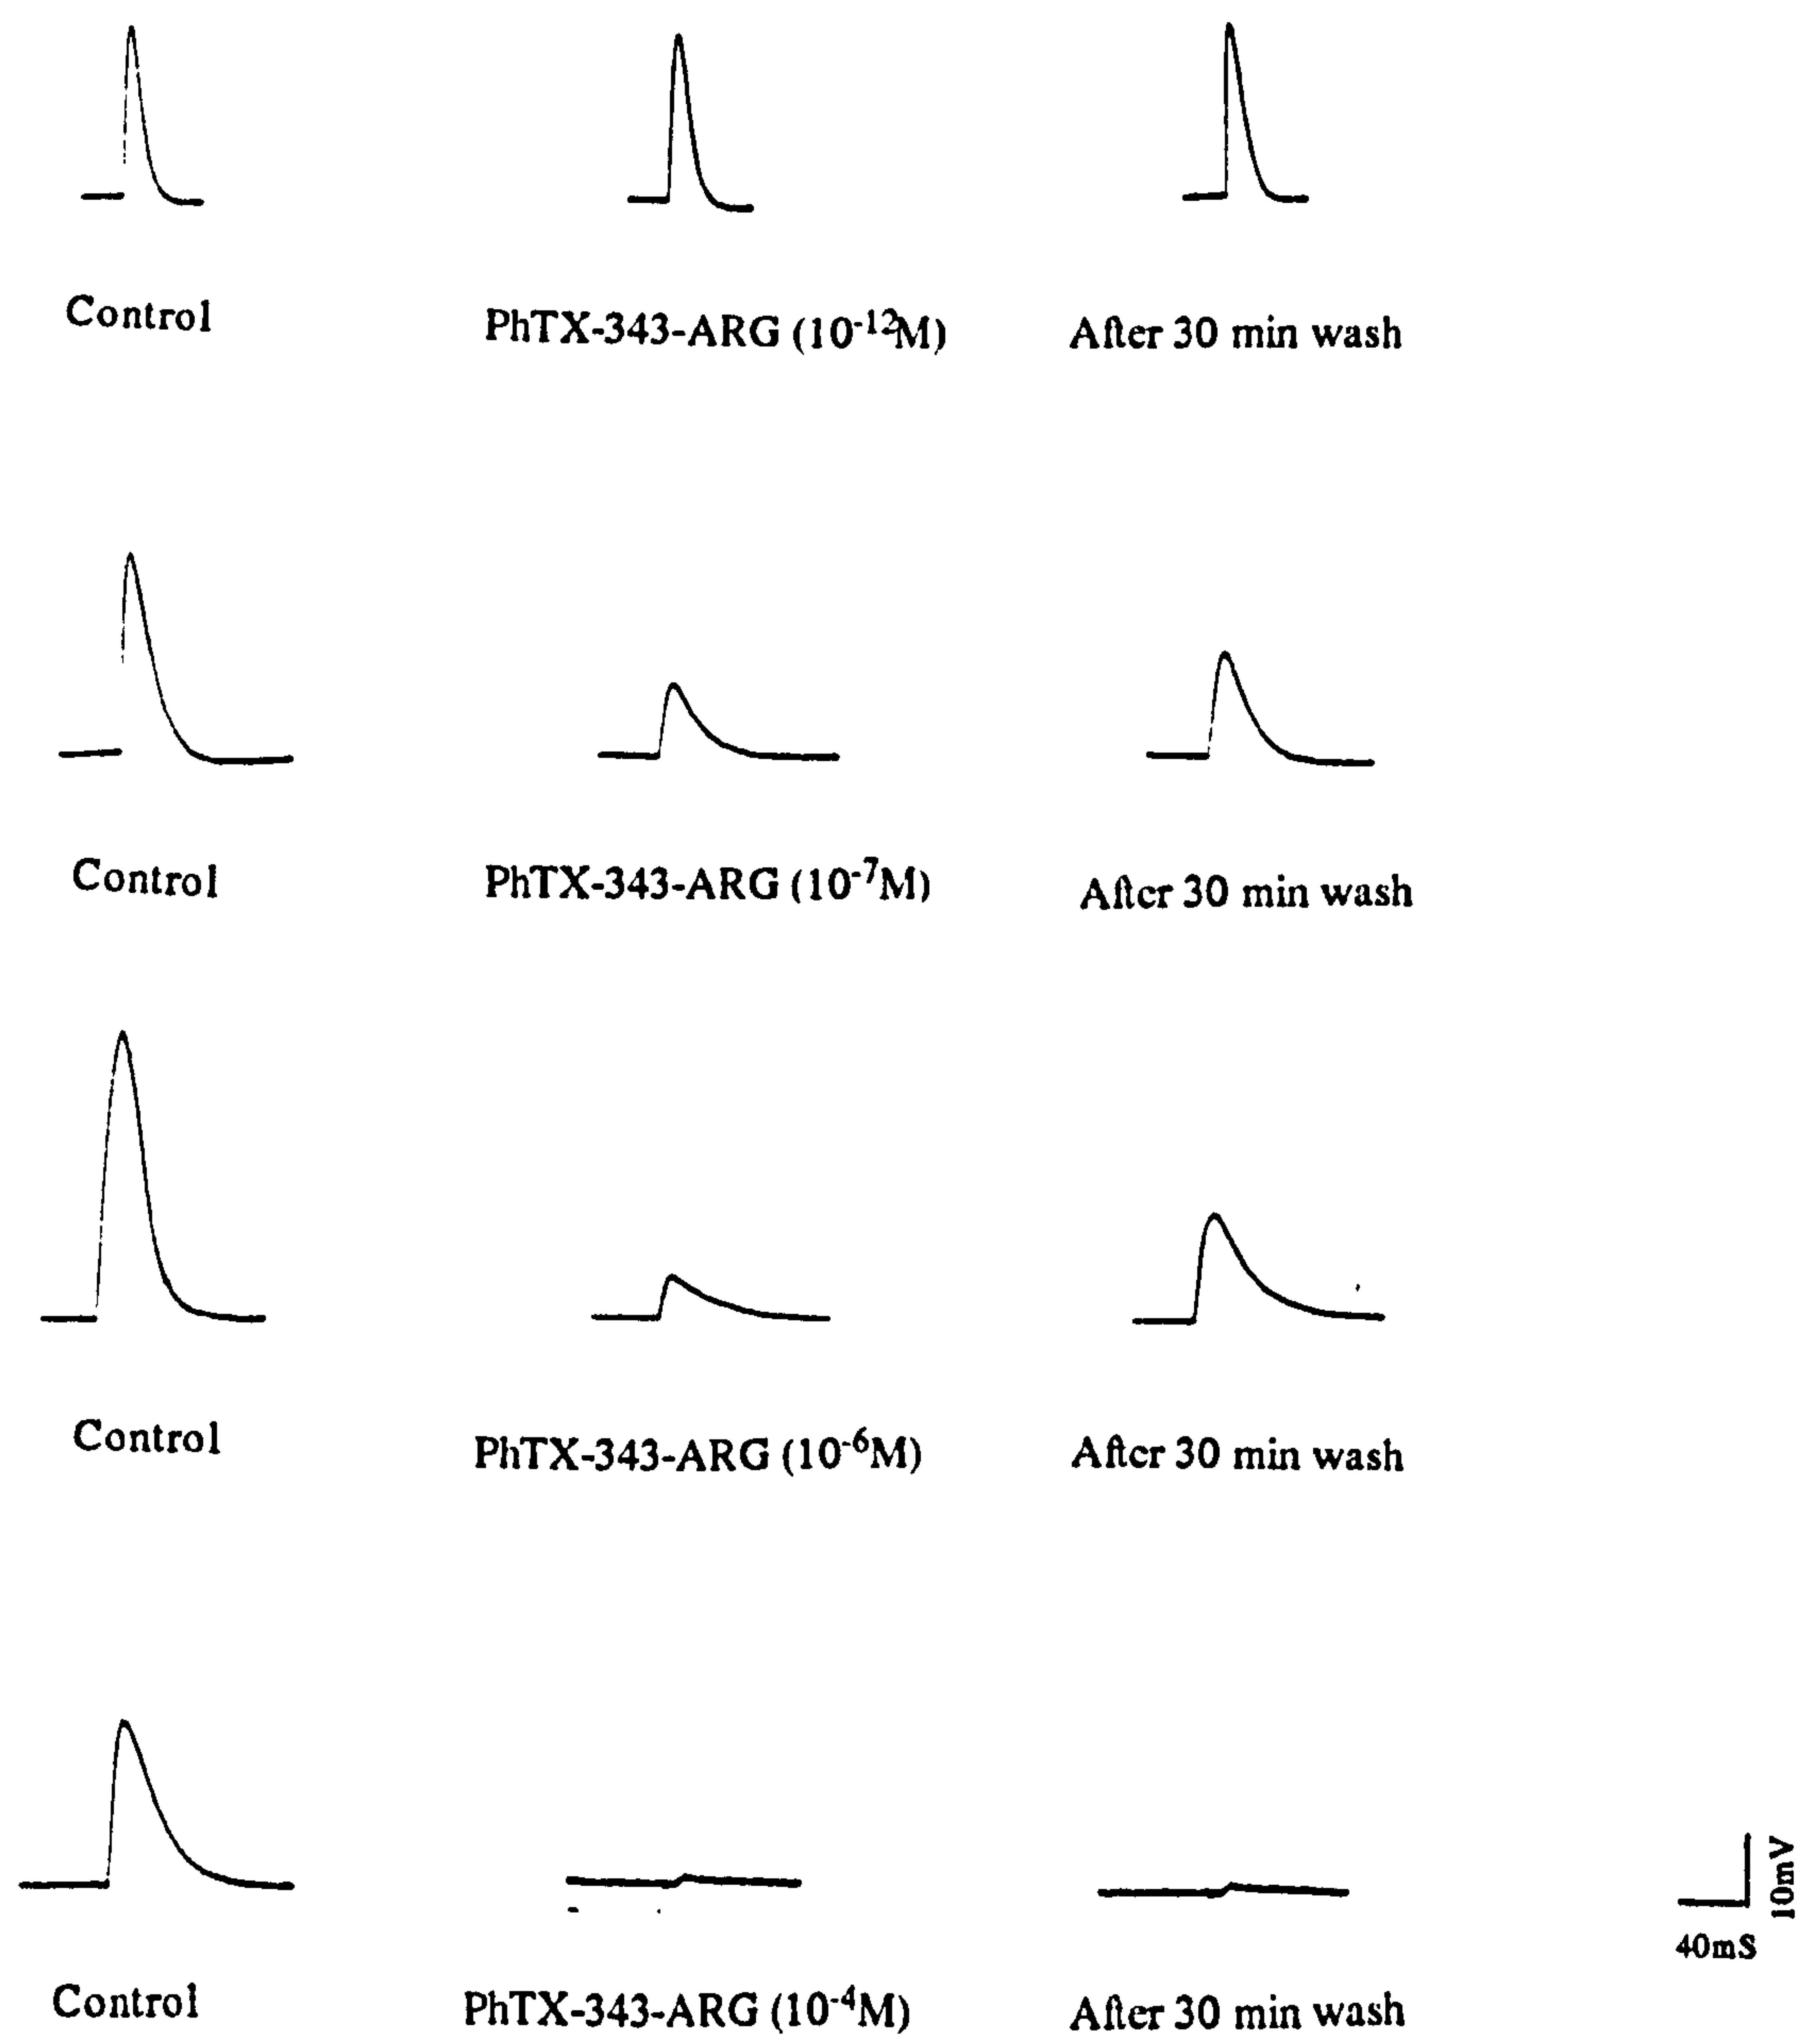 Control PhTX-343-ARG (10⁻¹²M) After 30 min wash
Control PhTX-343-ARG (10⁻⁷M) After 30 min wash
Control PhTX-343-ARG (10⁻⁶M) After 30 min wash
10mV
40mS
Control PhTX-343-ARG (10⁻⁴M) After 30 min wash